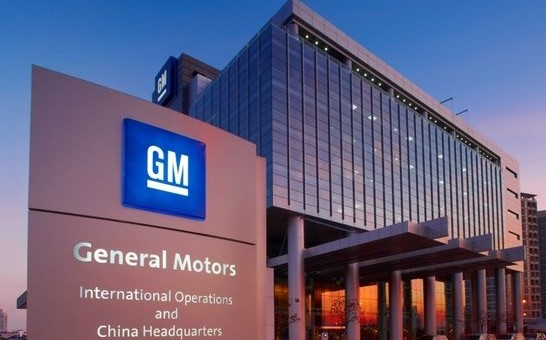 GM
GM
General Motors
International Operations
and
China Headquarters